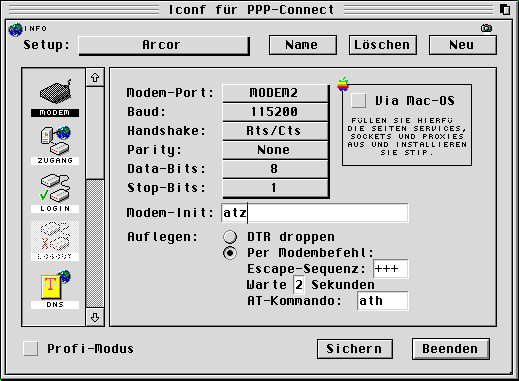 Iconf für PPP-Connect
INFO
Setup: Arcor Name Löschen Neu
MODEM
ZUGANG
LOGIN
LOGOUT
T
DNS
Modem-Port: MODEM2
Baud: 115200
Handshake: Rts/Cts
Parity: None
Data-Bits: 8
Stop-Bits: 1
Via Mac-OS
FÜLLEN SIE HIERFÜ
DIE SEITEN SERVICES,
SOCKETS UND PROXIES
AUS UND INSTALLIEREN
SIE STIP.
Modem-Init: atz
Auflegen: DTR droppen
Per Modembefehl:
Escape-Sequenz: +++
Warte 2 Sekunden
AT-Kommando: ath
Profi-Modus Sichern Beenden